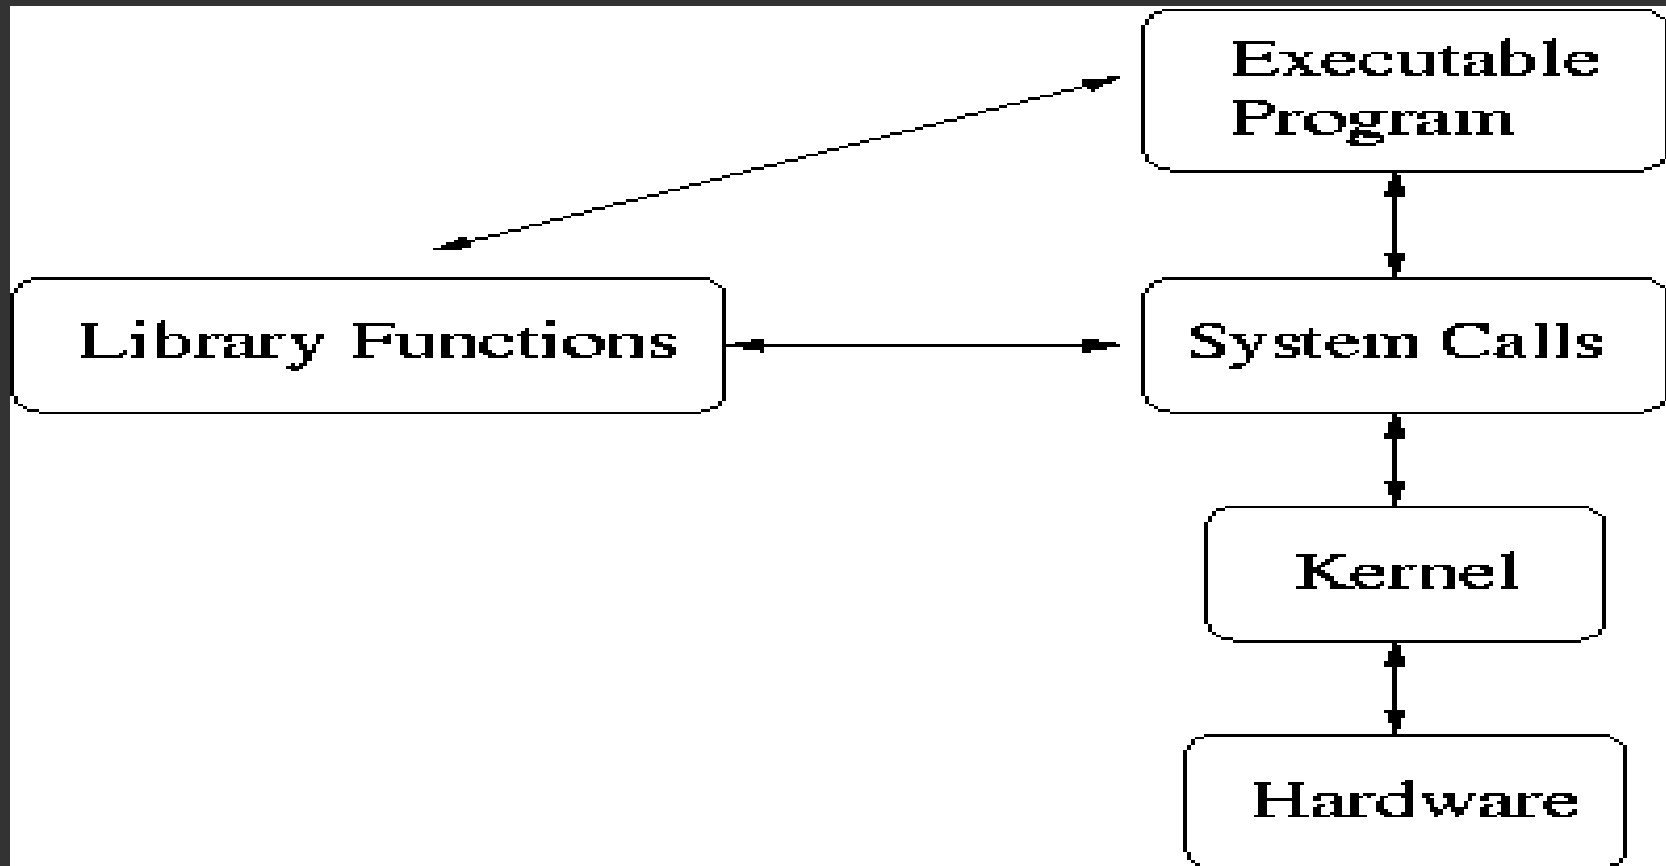 Executable
Program
Library Functions
System Calls
Kernel
Hardware